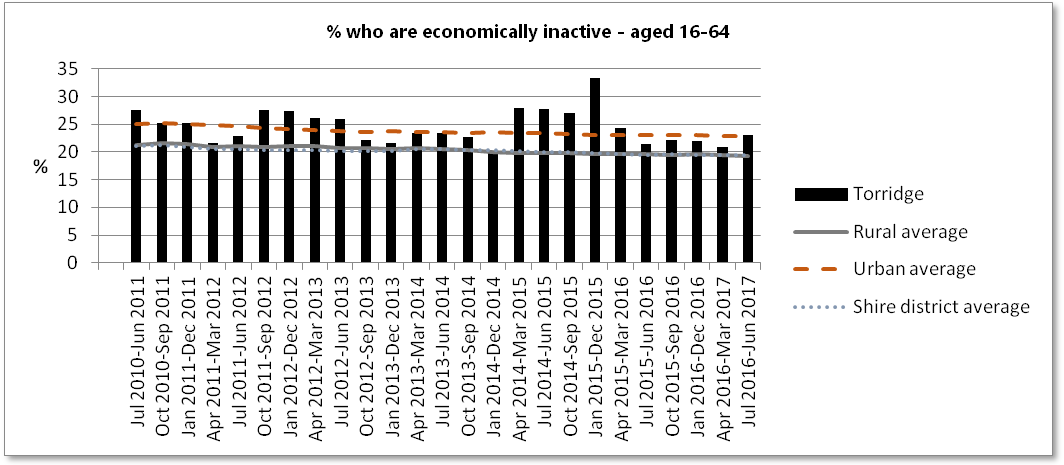 % who are economically inactive - aged 16-64
35
30
25
20
15
10
5
0
%
Jul 2010-Jun 2011
Oct 2010-Sep 2011
Jan 2011-Dec 2011
Apr 2011-Mar 2012
Jul 2011-Jun 2012
Oct 2011-Sep 2012
Jan 2012-Dec 2012
Apr 2012-Mar 2013
Jul 2012-Jun 2013
Oct 2012-Sep 2013
Jan 2013-Dec 2013
Apr 2013-Mar 2014
Jul 2013-Jun 2014
Oct 2013-Sep 2014
Jan 2014-Dec 2014
Apr 2014-Mar 2015
Jul 2014-Jun 2015
Oct 2014-Sep 2015
Jan 2015-Dec 2015
Apr 2015-Mar 2016
Jul 2015-Jun 2016
Oct 2015-Sep 2016
Jan 2016-Dec 2016
Apr 2016-Mar 2017
Jul 2016-Jun 2017
Torridge
Rural average
Urban average
Shire district average